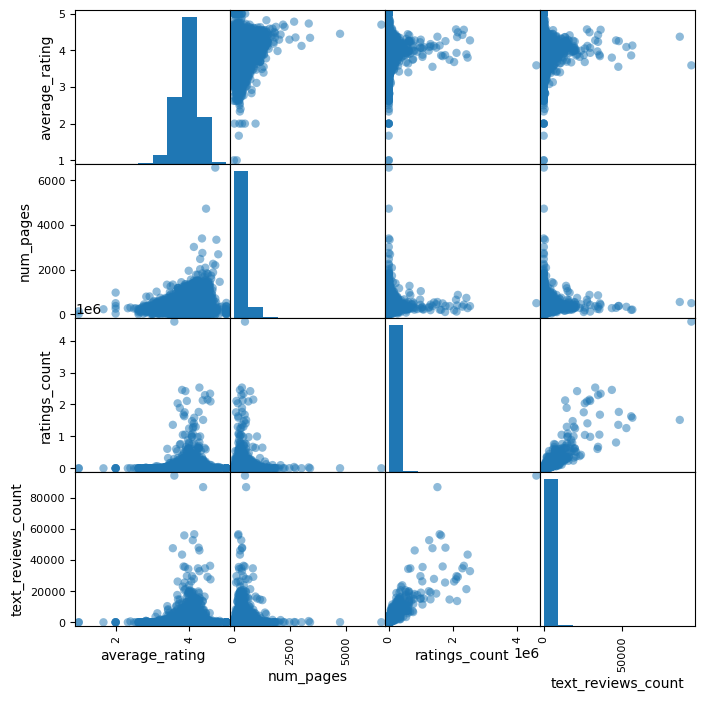 5
4
3
2
1
average_rating
6000
4000
2000
0
num_pages
1e6
4
3
2
1
0
ratings_count
80000
60000
40000
20000
0
text_reviews_count
2
4
average_rating
0
2500
5000
num_pages
0
2
4
1e6
ratings_count
0
50000
text_reviews_count